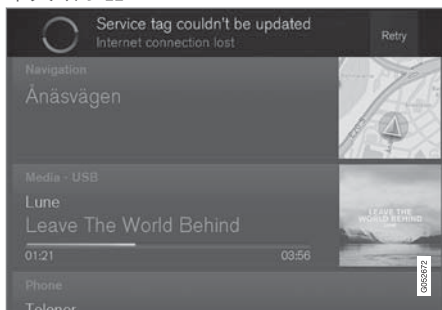 Service tag couldn't be updated
Internet connection lost
Retry
Navigation
Ånäsvägen
Media - USB
Lune
Leave The World Behind
01:21
03:56
LEAVE THE
WORLD BEHIND
Phone
Telenor
G052672